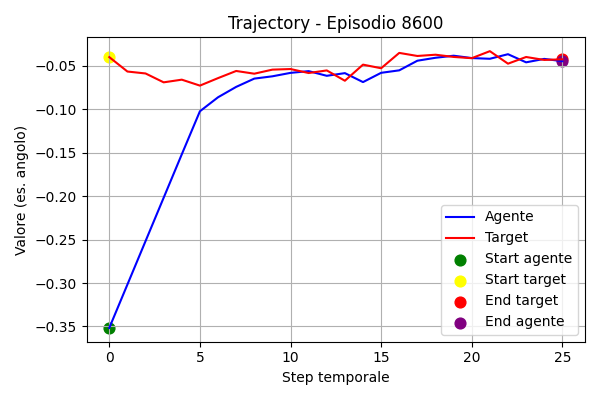 Trajectory - Episodio 8600
Valore (es. angolo)
−0.05
−0.10
−0.15
−0.20
−0.25
−0.30
−0.35
0
5
10
15
20
25
Step temporale
Agente
Target
Start agente
Start target
End target
End agente